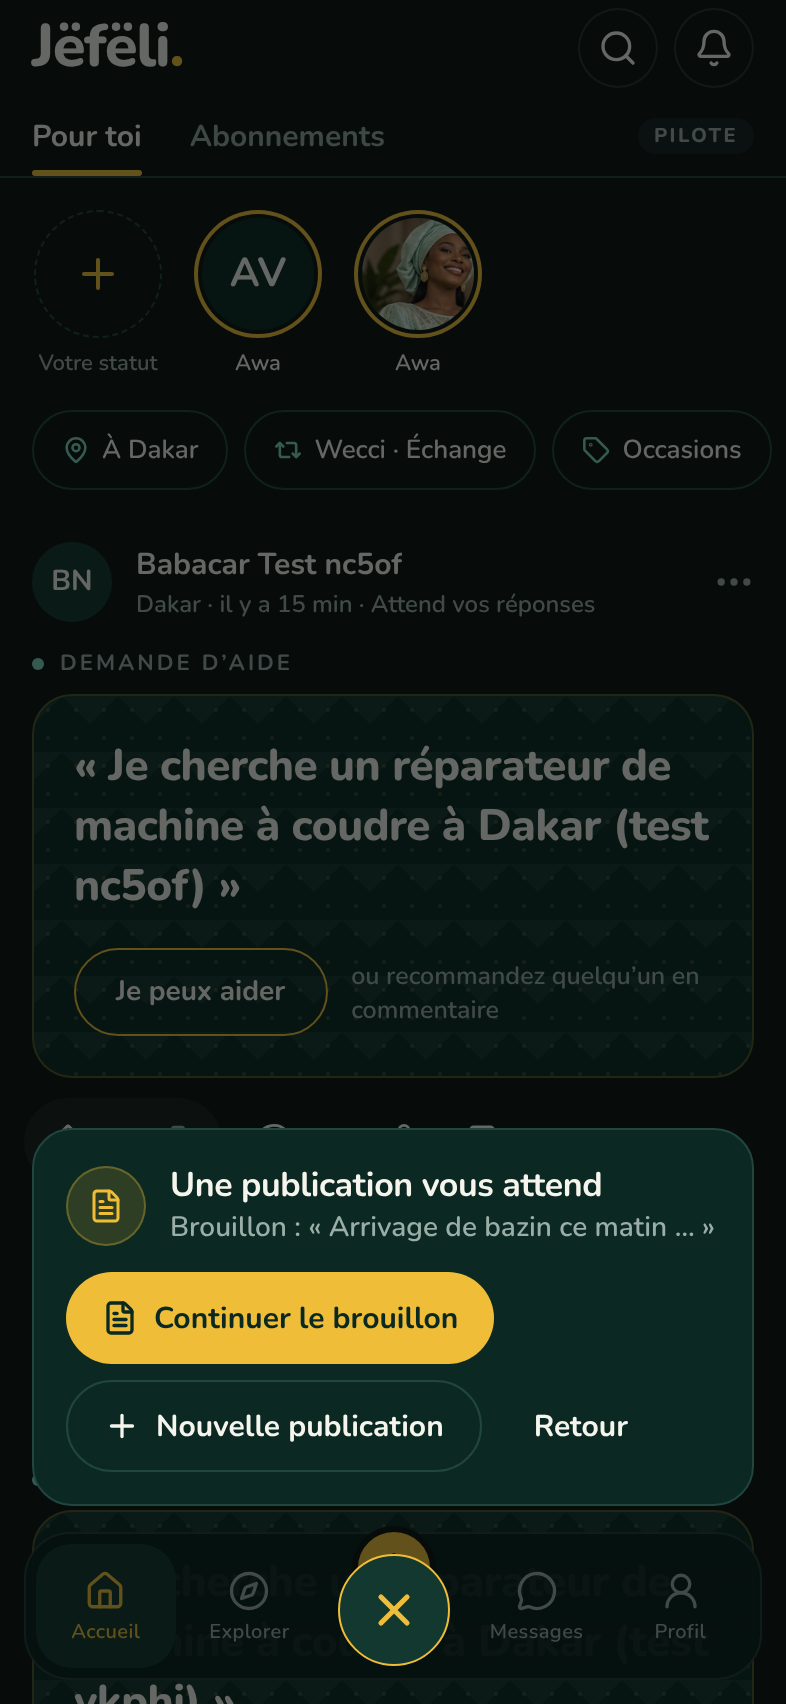 Jëfëli.
Pour toi
Abonnements
PILOTE
AV
Votre statut
Awa
Awa
À Dakar
Wecci · Échange
Occasions
BN
Babacar Test nc5of
Dakar · il y a 15 min · Attend vos réponses
DEMANDE D’AIDE
« Je cherche un réparateur de
machine à coudre à Dakar (test
nc5of) »
Je peux aider
ou recommandez quelqu’un en
commentaire
Une publication vous attend
Brouillon : « Arrivage de bazin ce matin … »
Continuer le brouillon
Nouvelle publication
Retour
Accueil
Explorer
Messages
Profil
à Dakar (test
vkphi) »